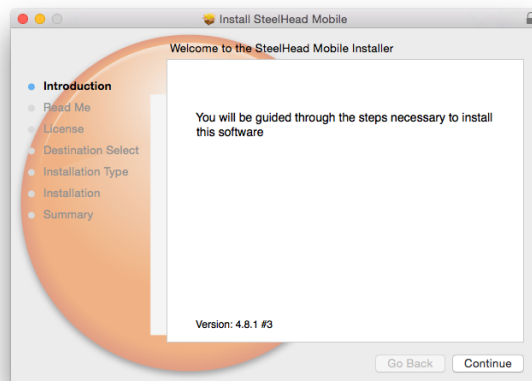 Install SteelHead Mobile
Welcome to the SteelHead Mobile Installer
Introduction
Read Me
License
Destination Select
Installation Type
Installation
Summary
You will be guided through the steps necessary to install
this software
Version: 4.8.1 #3
Go Back
Continue